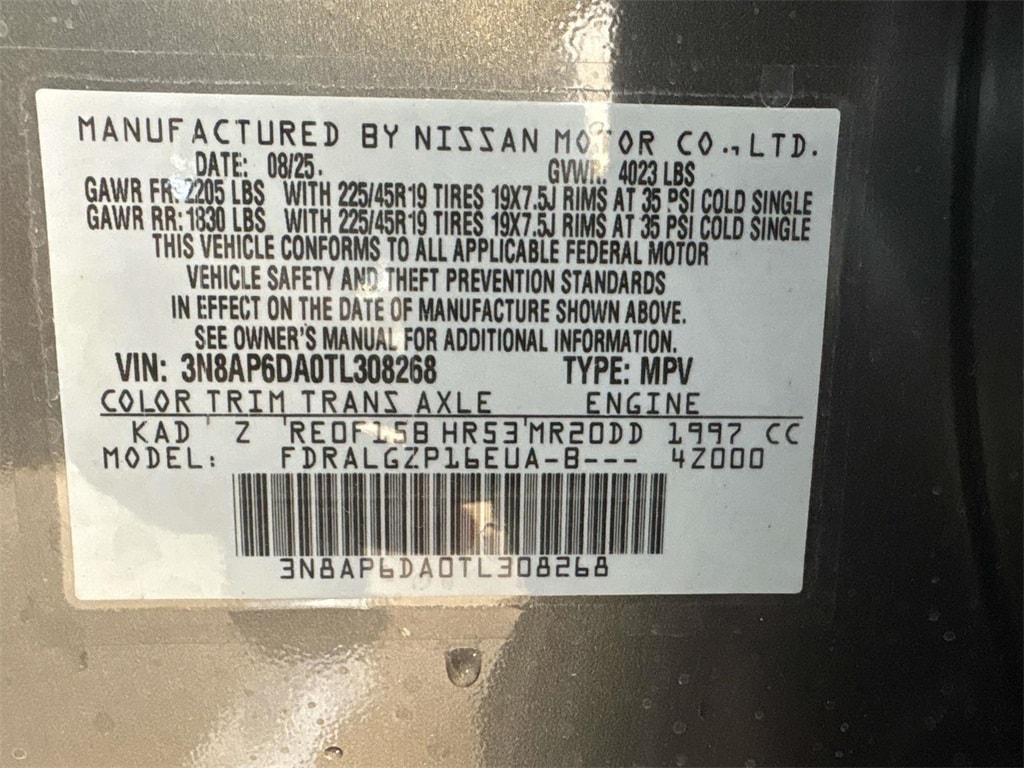 MANUFACTURED BY NISSAN MOTOR CO., LTD.
DATE: 08/25. GVWR: 4023 LBS
GAWR FR: 2205 LBS WITH 225/45R19 TIRES 19X7.5J RIMS AT 35 PSI COLD SINGLE
GAWR RR: 1830 LBS WITH 225/45R19 TIRES 19X7.5J RIMS AT 35 PSI COLD SINGLE
THIS VEHICLE CONFORMS TO ALL APPLICABLE FEDERAL MOTOR
VEHICLE SAFETY AND THEFT PREVENTION STANDARDS
IN EFFECT ON THE DATE OF MANUFACTURE SHOWN ABOVE.
SEE OWNER'S MANUAL FOR ADDITIONAL INFORMATION.
VIN: 3N8AP6DA0TL308268 TYPE: MPV
COLOR TRIM TRANS AXLE ENGINE
KAD Z RE0F15B HR53 MR20DD 1997 CC
MODEL: FDRALGZP16EUA-B--- 4Z000
3N8AP6DA0TL308268